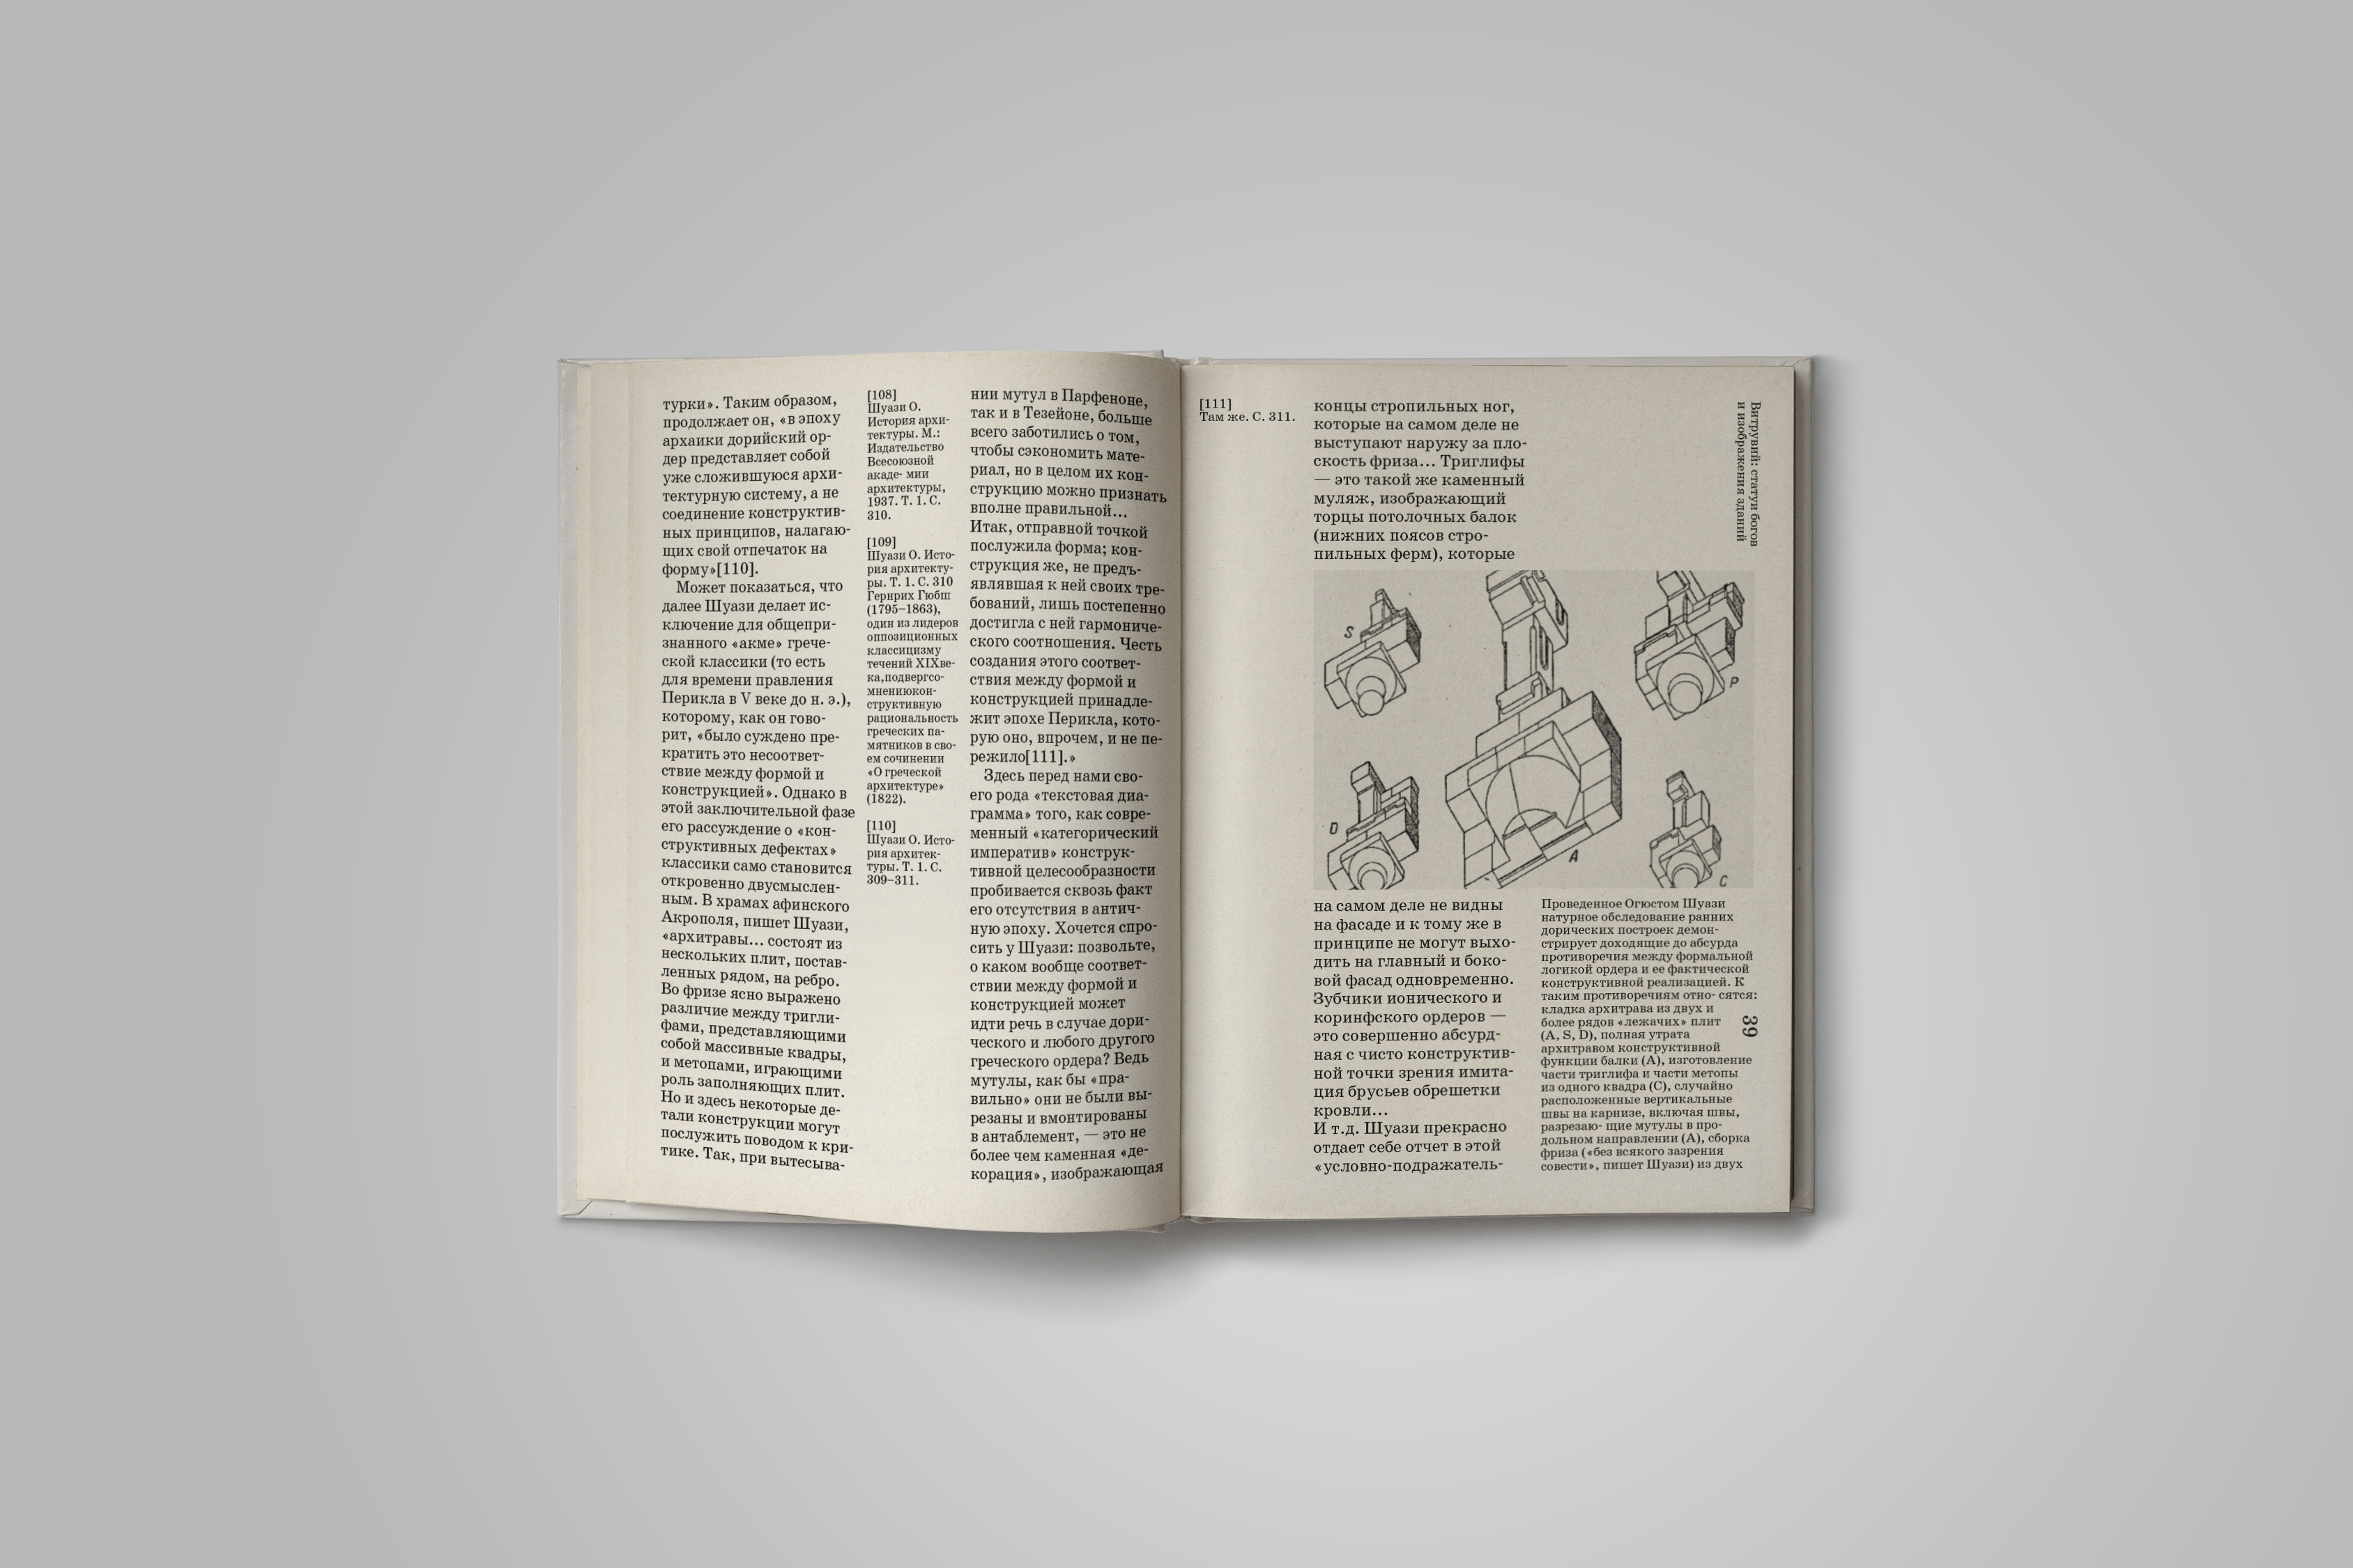 турки». Таким образом,
продолжает он, «в эпоху
архаики дорийский ор-
дер представляет собой
уже сложившуюся архи-
тектурную систему, а не
соединение конструктив-
ных принципов, налагаю-
щих свой отпечаток на
форму»[110].
Может показаться, что
далее Шуази делает ис-
ключение для общепри-
знанного «акме» грече-
ской классики (то есть
для времени правления
Перикла в V веке до н. э.),
которому, как он гово-
рит, «было суждено пре-
кратить это несоответ-
ствие между формой и
конструкцией». Однако в
этой заключительной фазе
его рассуждение о «кон-
структивных дефектах»
классики само становится
откровенно двусмыслен-
ным. В храмах афинского
Акрополя, пишет Шуази,
«архитравы... состоят из
нескольких плит, постав-
ленных рядом, на ребро.
Во фризе ясно выражено
различие между тригли-
фами, представляющими
собой массивные квадры,
и метопами, играющими
роль заполняющих плит.
Но и здесь некоторые де-
тали конструкции могут
послужить поводом к кри-
тике. Так, при вытесыва-
[108]
Шуази О.
История архи-
тектуры. М.:
Издательство
Всесоюзной
акаде- мии
архитектуры,
1937. Т. 1. С.
310.
[109]
Шуази О. Исто-
рия архитекту-
ры. Т. 1. С. 310
Гернрих Гюбш
(1795–1863),
один из лидеров
оппозиционных
классицизму
течений XIXве-
ка,подвергсо-
мнениюкон-
структивную
рациональность
греческих па-
мятников в сво-
ем сочинении
«О греческой
архитектуре»
(1822).
[110]
Шуази О. Исто-
рия архитек-
туры. Т. 1. С.
309–311.
нии мутул в Парфеноне,
так и в Тезейоне, больше
всего заботились о том,
чтобы сэкономить мате-
риал, но в целом их кон-
струкцию можно признать
вполне правильной...
Итак, отправной точкой
послужила форма; кон-
струкция же, не предъ-
являвшая к ней своих тре-
бований, лишь постепенно
достигла с ней гармониче-
ского соотношения. Честь
создания этого соответ-
ствия между формой и
конструкцией принадле-
жит эпохе Перикла, кото-
рую оно, впрочем, и не пе-
режило[111].»
Здесь перед нами сво-
его рода «текстовая диа-
грамма» того, как совре-
менный «категорический
императив» конструк-
тивной целесообразности
пробивается сквозь факт
его отсутствия в антич-
ную эпоху. Хочется спро-
сить у Шуази: позвольте,
о каком вообще соответ-
ствии между формой и
конструкцией может
идти речь в случае дори-
ческого и любого другого
греческого ордера? Ведь
мутулы, как бы «пра-
вильно» они не были вы-
резаны и вмонтированы
в антаблемент, — это не
более чем каменная «де-
корация», изображающая
[111]
Там же. С. 311.
концы стропильных ног,
которые на самом деле не
выступают наружу за пло-
скость фриза... Триглифы
— это такой же каменный
муляж, изображающий
торцы потолочных балок
(нижних поясов стро-
пильных ферм), которые
Витрувий: статуи богов
и изображения зданий
S
P
D
A
C
на самом деле не видны
на фасаде и к тому же в
принципе не могут выхо-
дить на главный и боко-
вой фасад одновременно.
Зубчики ионического и
коринфского ордеров —
это совершенно абсурд-
ная с чисто конструктив-
ной точки зрения имита-
ция брусьев обрешетки
кровли...
И т.д. Шуази прекрасно
отдает себе отчет в этой
«условно-подражатель-
Проведенное Огюстом Шуази
натурное обследование ранних
дорических построек демон-
стрирует доходящие до абсурда
противоречия между формальной
логикой ордера и ее фактической
конструктивной реализацией. К
таким противоречиям отно- сятся:
кладка архитрава из двух и
более рядов «лежачих» плит
(A, S, D), полная утрата
архитравом конструктивной
функции балки (A), изготовление
части триглифа и части метопы
из одного квадра (С), случайно
расположенные вертикальные
швы на карнизе, включая швы,
разрезаю- щие мутулы в про-
дольном направлении (A), сборка
фриза («без всякого зазрения
совести», пишет Шуази) из двух
39